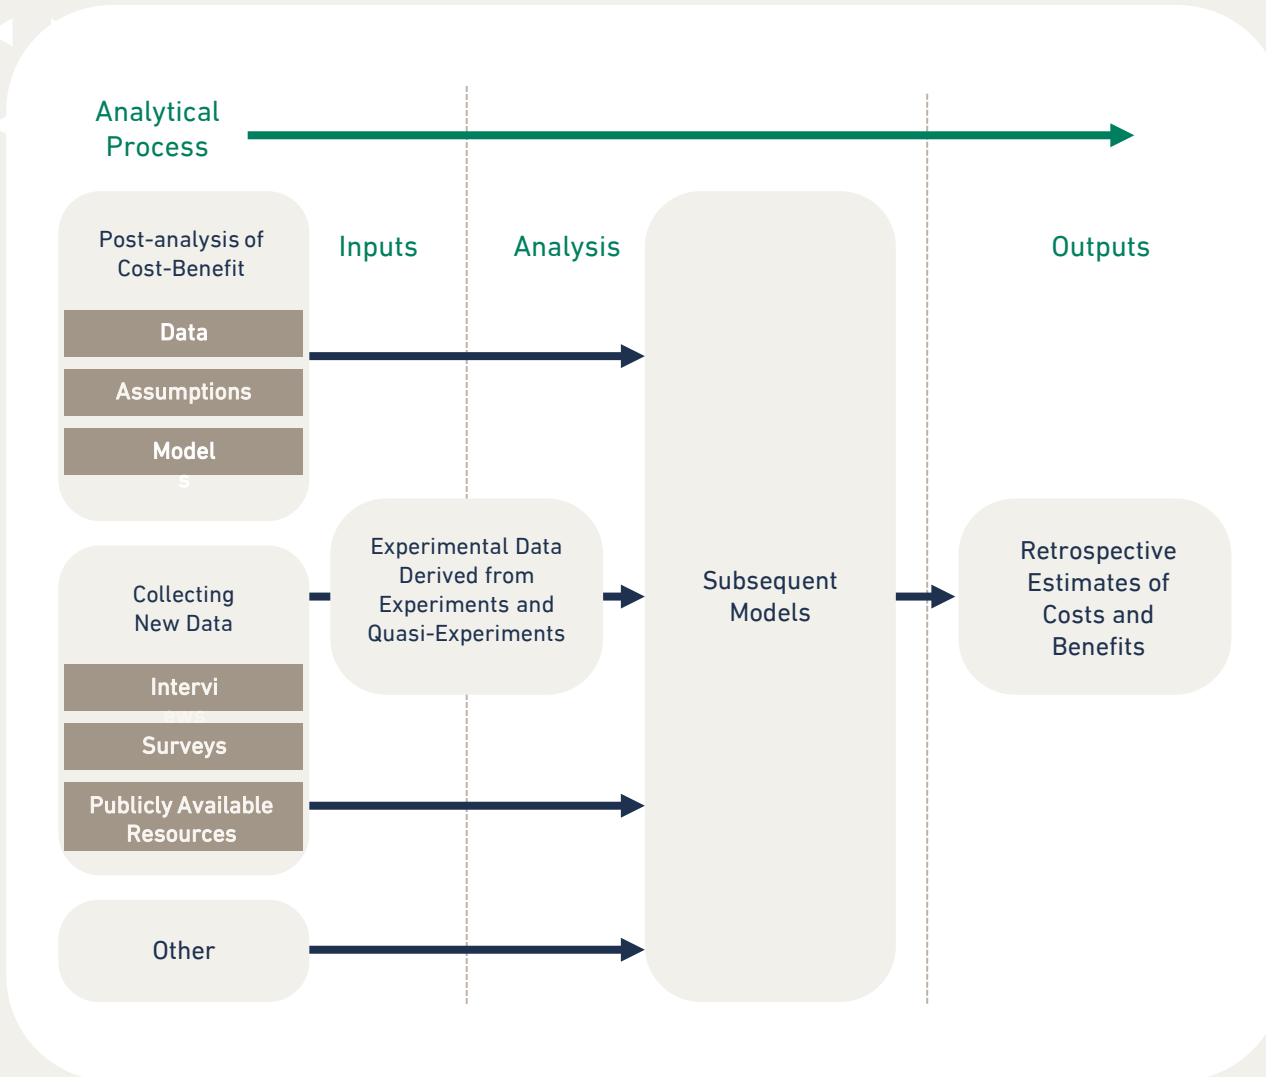 Analytical
Process
Post-analysis of
Cost-Benefit
Data
Assumptions
Model
s
Inputs
Analysis
Outputs
Collecting
New Data
Intervi
ews
Surveys
Publicly Available
Resources
Experimental Data
Derived from
Experiments and
Quasi-Experiments
Subsequent
Models
Retrospective
Estimates of
Costs and
Benefits
Other